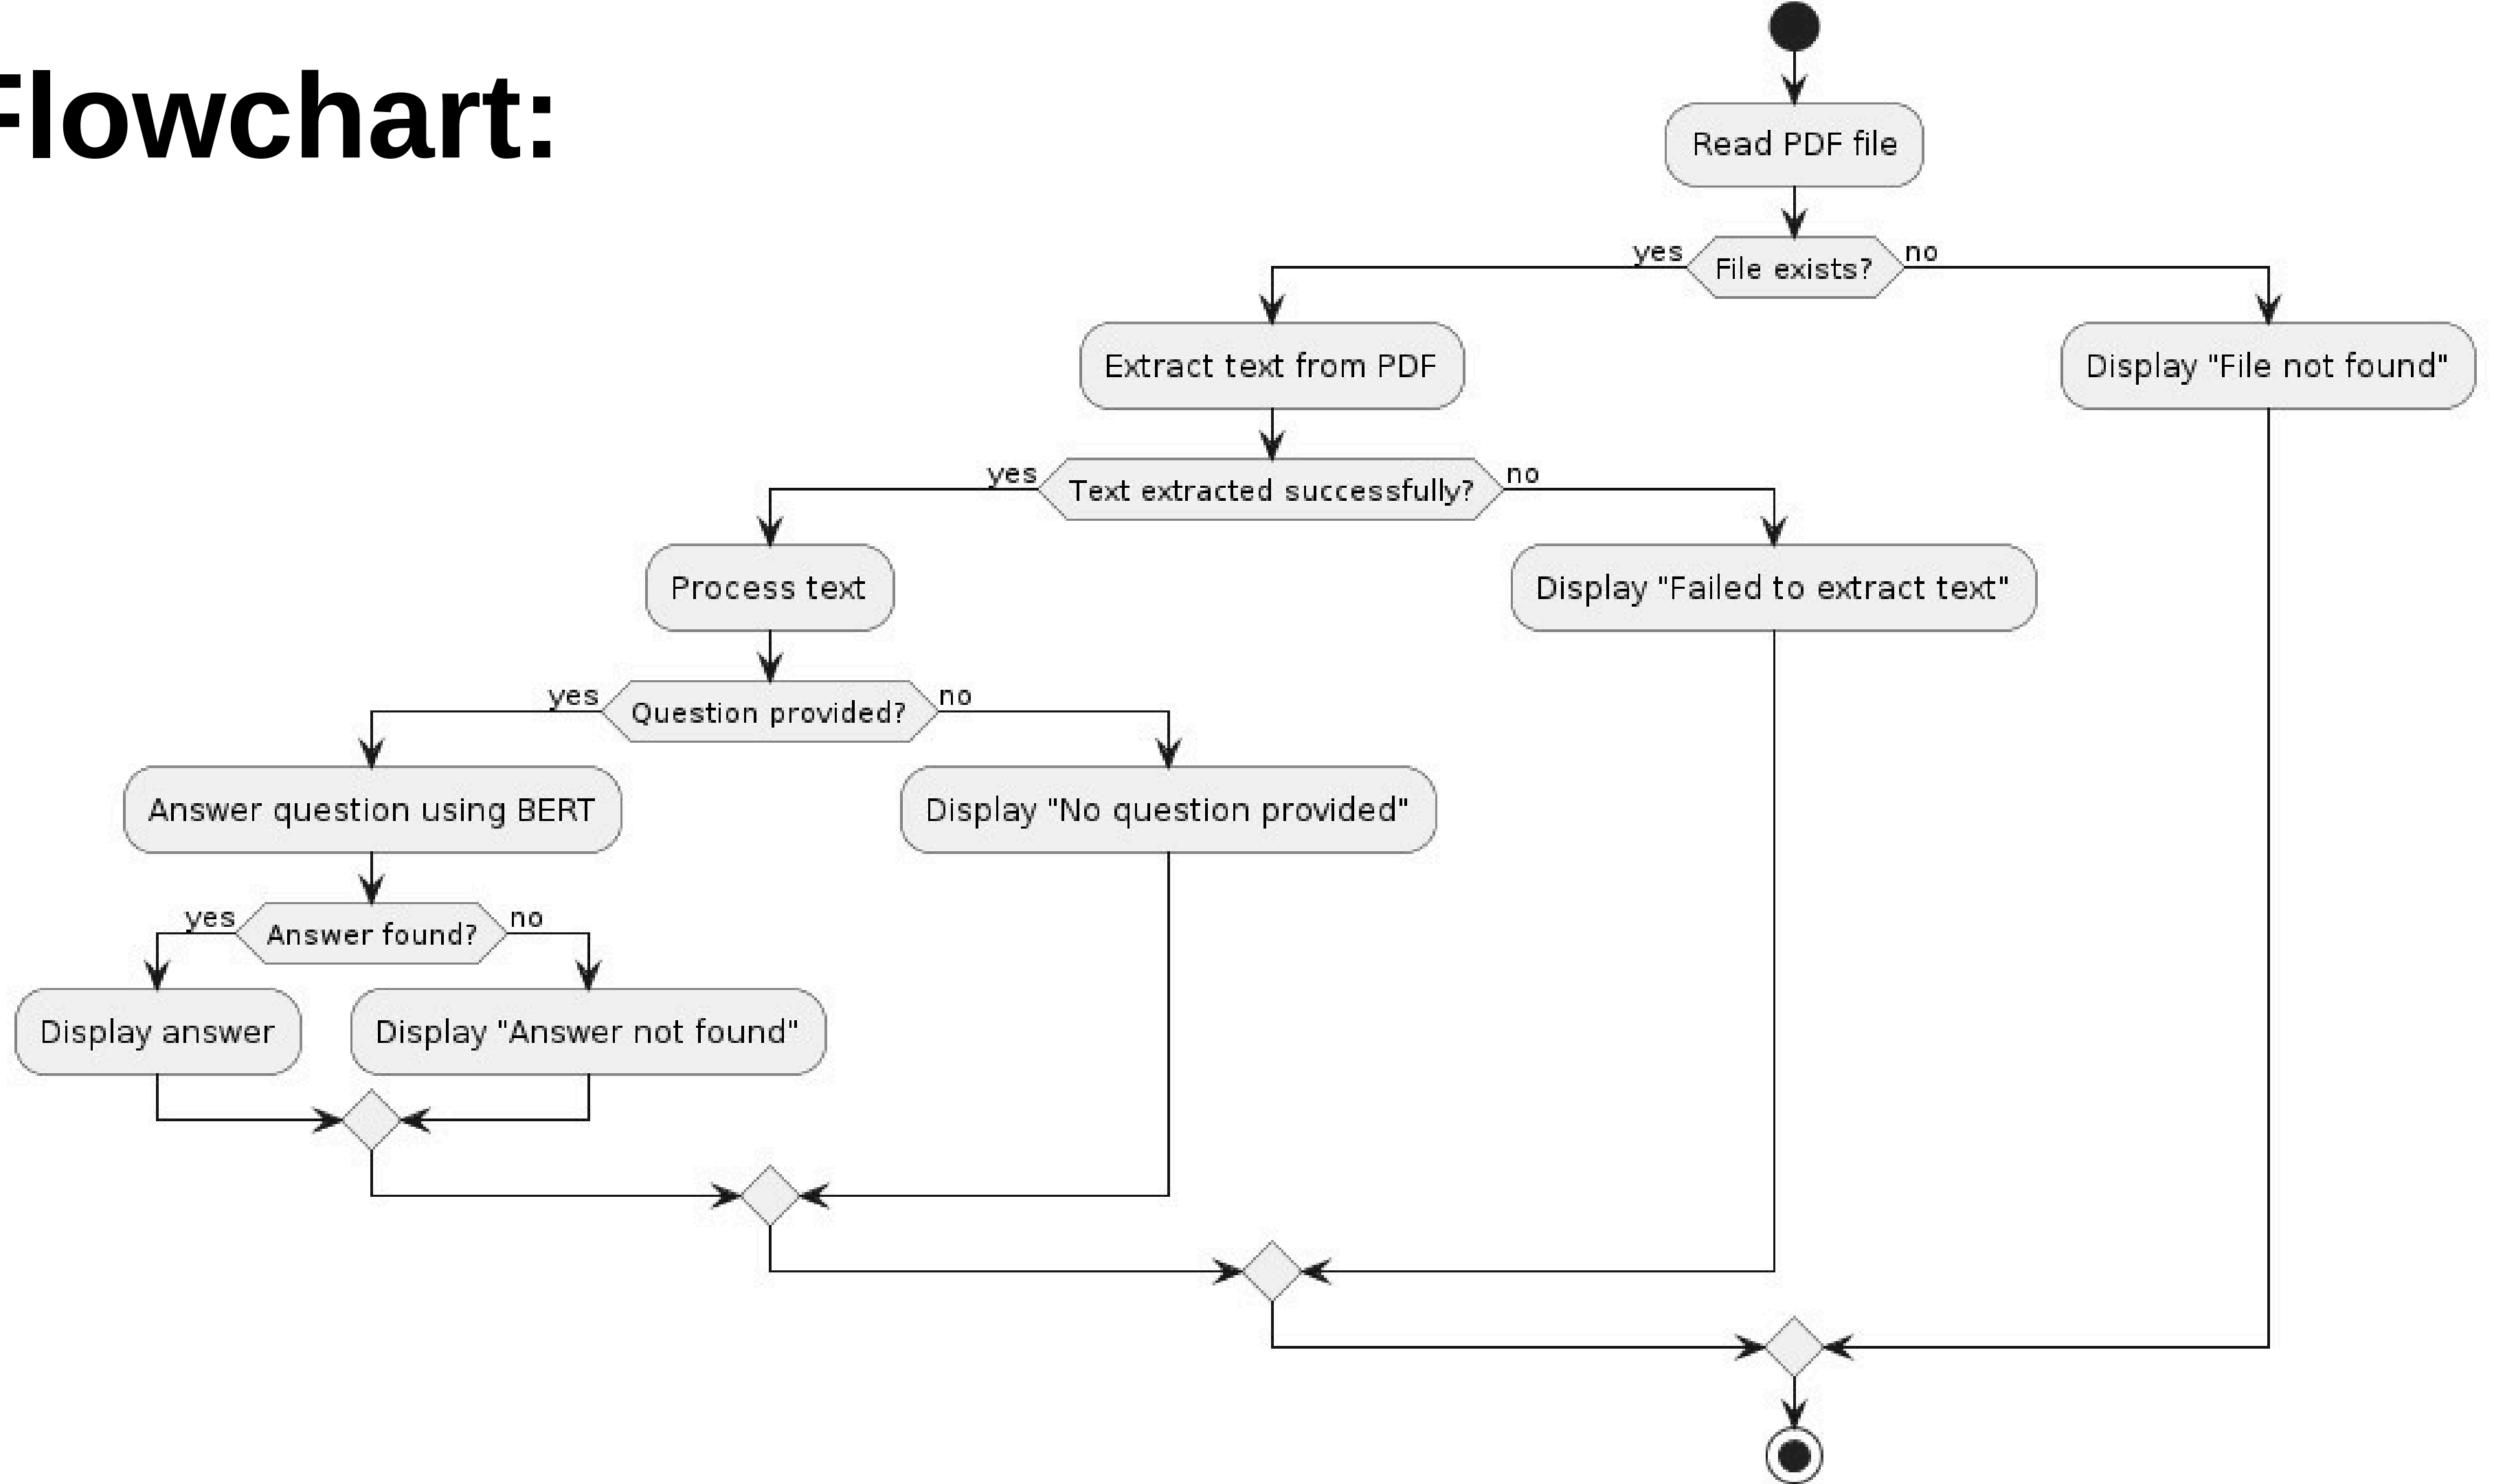 Flowchart:
Read PDF file
yes
File exists?
no
Extract text from PDF
Display "File not found"
yes
Text extracted successfully?
no
Process text
Display "Failed to extract text"
yes
Question provided?
no
Answer question using BERT
Display "No question provided"
yes
Answer found?
no
Display answer
Display "Answer not found"